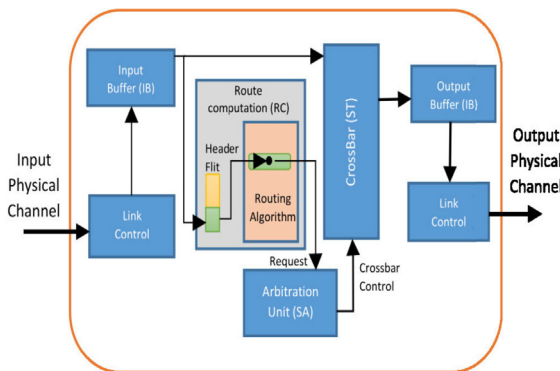 Input
Buffer (IB)
Route
computation (RC)
Header
Flit
Routing
Algorithm
CrossBar (ST)
Output
Buffer (IB)
Input
Physical
Channel
Link
Control
Request
Arbitration
Unit (SA)
Crossbar
Control
Link
Control
Output
Physical
Channel